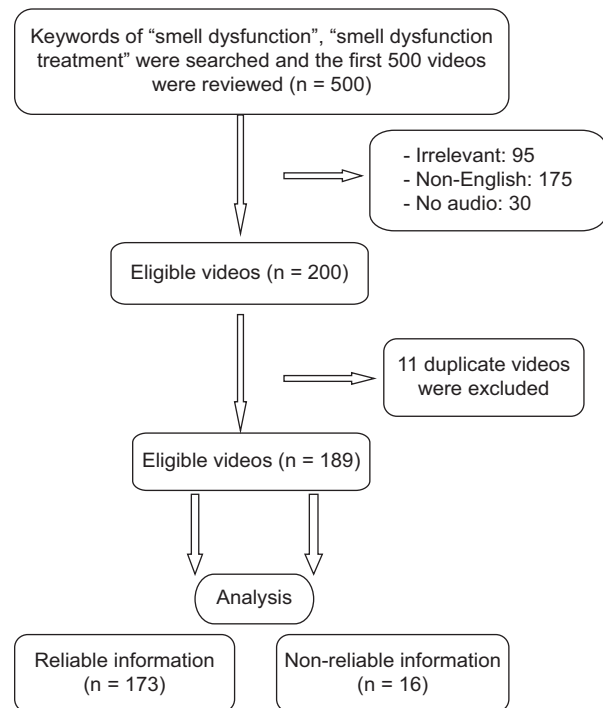 Keywords of “smell dysfunction”, “smell dysfunction
treatment” were searched and the first 500 videos
were reviewed (n = 500)
- Irrelevant: 95
- Non-English: 175
- No audio: 30
Eligible videos (n = 200)
11 duplicate videos
were excluded
Eligible videos (n = 189)
Analysis
Reliable information
(n = 173)
Non-reliable information
(n = 16)